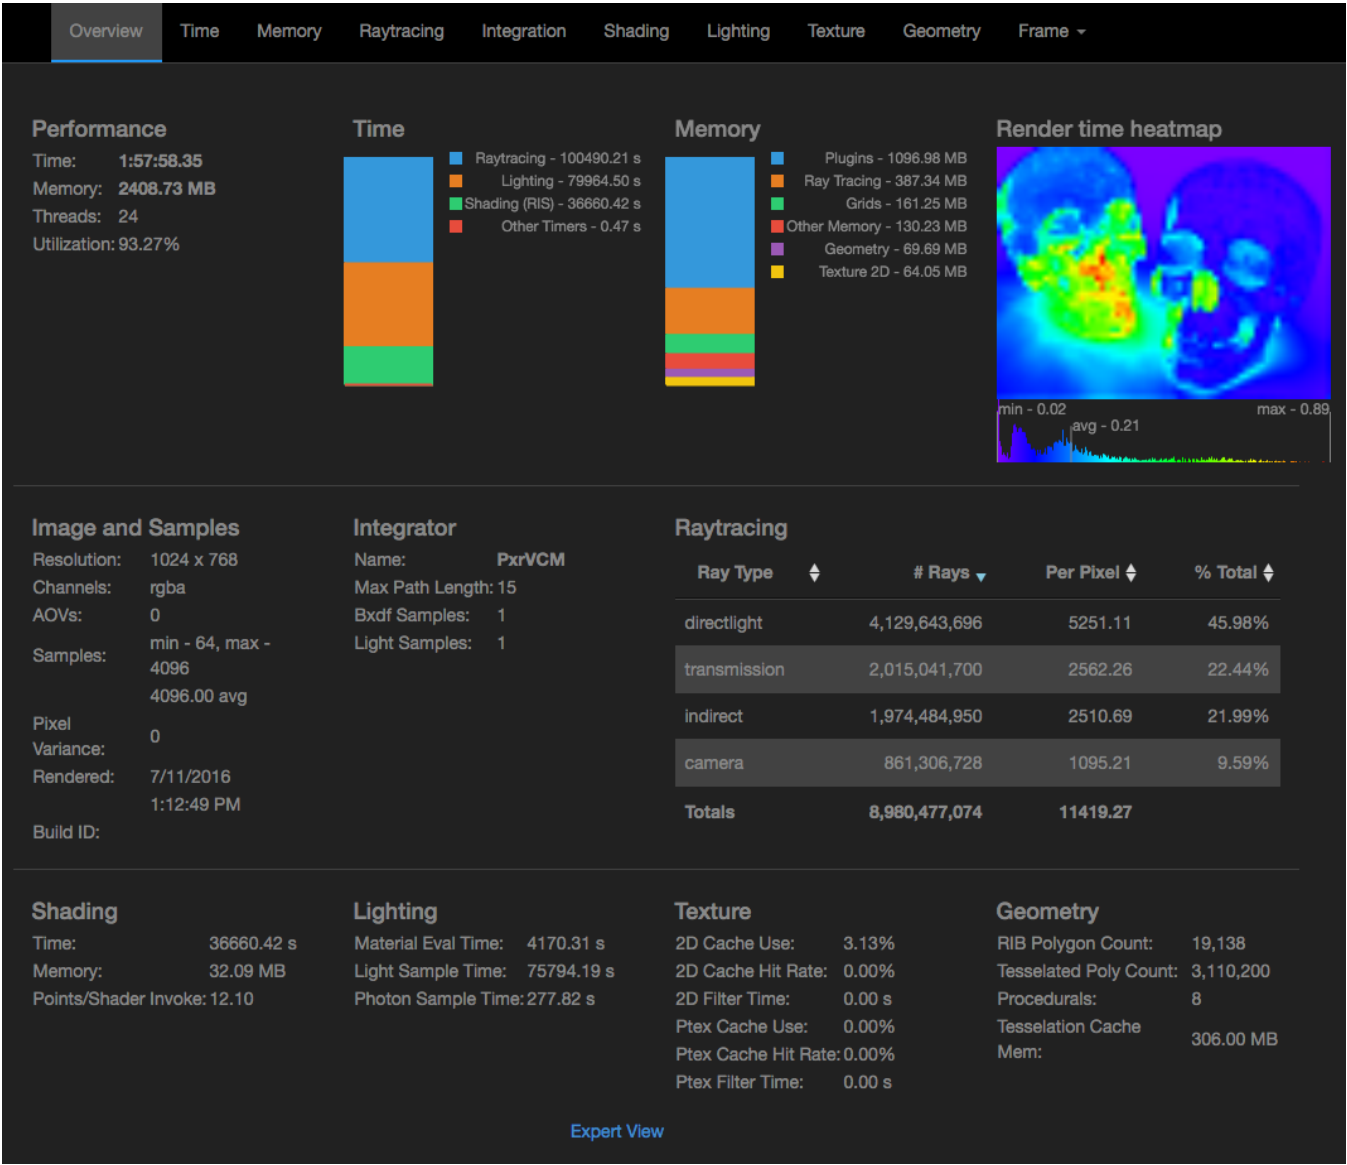 Overview Time Memory Raytracing Integration Shading Lighting Texture Geometry Frame
Performance
Time: 1:57:58.35
Memory: 2408.73 MB
Threads: 24
Utilization: 93.27%
Time
Raytracing - 100490.21 s
Lighting - 79964.50 s
Shading (RIS) - 36660.42 s
Other Timers - 0.47 s
Memory
Plugins - 1096.98 MB
Ray Tracing - 387.34 MB
Grids - 161.25 MB
Other Memory - 130.23 MB
Geometry - 69.69 MB
Texture 2D - 64.05 MB
Render time heatmap
min - 0.02 max - 0.89
avg - 0.21
Image and Samples
Resolution: 1024 x 768
Channels: rgba
AOVs: 0
Samples: min - 64, max -
4096
4096.00 avg
Pixel
Variance: 0
Rendered: 7/11/2016
1:12:49 PM
Build ID:
Integrator
Name: PxrVCM
Max Path Length: 15
Bxdf Samples: 1
Light Samples: 1
Raytracing
Ray Type # Rays Per Pixel % Total
directlight 4,129,643,696 5251.11 45.98%
transmission 2,015,041,700 2562.26 22.44%
indirect 1,974,484,950 2510.69 21.99%
camera 861,306,728 1095.21 9.59%
Totals 8,980,477,074 11419.27
Shading
Time: 36660.42 s
Memory: 32.09 MB
Points/Shader Invoke: 12.10
Lighting
Material Eval Time: 4170.31 s
Light Sample Time: 75794.19 s
Photon Sample Time: 277.82 s
Texture
2D Cache Use: 3.13%
2D Cache Hit Rate: 0.00%
2D Filter Time: 0.00 s
Ptex Cache Use: 0.00%
Ptex Cache Hit Rate: 0.00%
Ptex Filter Time: 0.00 s
Geometry
RIB Polygon Count: 19,138
Tesselated Poly Count: 3,110,200
Procedurals: 8
Tesselation Cache
Mem: 306.00 MB
Expert View